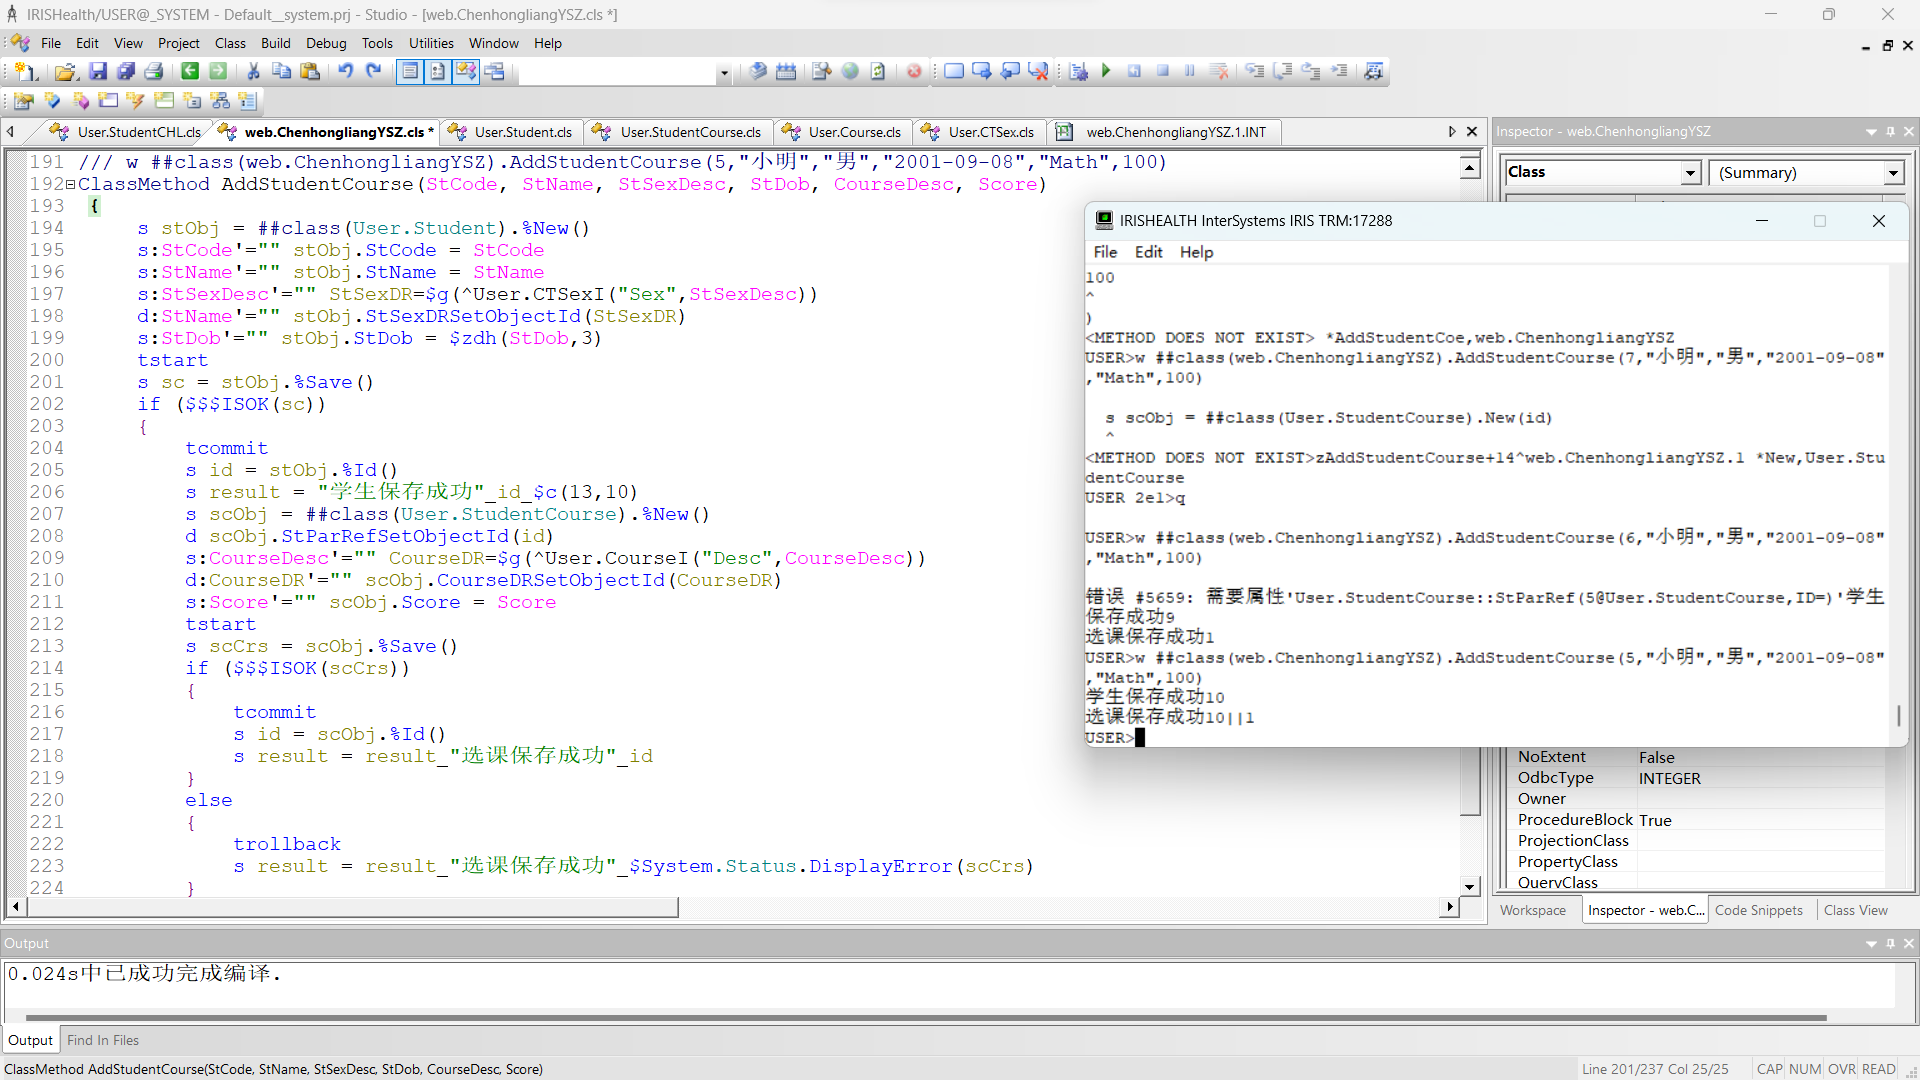 IRISHealth/USER@_SYSTEM - Default__system.prj - Studio - [web.ChenhongliangYSZ.cls *]
File Edit View Project Class Build Debug Tools Utilities Window Help
User.StudentCHL.cls web.ChenhongliangYSZ.cls * User.Student.cls User.StudentCourse.cls User.Course.cls User.CTSex.cls web.ChenhongliangYSZ.1.INT
191 /// w ##class(web.ChenhongliangYSZ).AddStudentCourse(5,"小明","男","2001-09-08","Math",100)
192 ClassMethod AddStudentCourse(StCode, StName, StSexDesc, StDob, CourseDesc, Score)
193 {
194 s stObj = ##class(User.Student).%New()
195 s:StCode'="" stObj.StCode = StCode
196 s:StName'="" stObj.StName = StName
197 s:StSexDesc'="" StSexDR=$g(^User.CTSexI("Sex",StSexDesc))
198 d:StName'="" stObj.StSexDRSetObjectId(StSexDR)
199 s:StDob'="" stObj.StDob = $zdh(StDob,3)
200 tstart
201 s sc = stObj.%Save()
202 if ($$$ISOK(sc))
203 {
204 tcommit
205 s id = stObj.%Id()
206 s result = "学生保存成功"_id_$c(13,10)
207 s scObj = ##class(User.StudentCourse).%New()
208 d scObj.StParRefSetObjectId(id)
209 s:CourseDesc'="" CourseDR=$g(^User.CourseI("Desc",CourseDesc))
210 d:CourseDR'="" scObj.CourseDRSetObjectId(CourseDR)
211 s:Score'="" scObj.Score = Score
212 tstart
213 s scCrs = scObj.%Save()
214 if ($$$ISOK(scCrs))
215 {
216 tcommit
217 s id = scObj.%Id()
218 s result = result_"选课保存成功"_id
219 }
220 else
221 {
222 trollback
223 s result = result_"选课保存成功"_$System.Status.DisplayError(scCrs)
224 }
IRISHEALTH InterSystems IRIS TRM:17288
File Edit Help
100
^
)
<METHOD DOES NOT EXIST> *AddStudentCoe,web.ChenhongliangYSZ
USER>w ##class(web.ChenhongliangYSZ).AddStudentCourse(7,"小明","男","2001-09-08"
,"Math",100)
s scObj = ##class(User.StudentCourse).New(id)
^
<METHOD DOES NOT EXIST>zAddStudentCourse+14^web.ChenhongliangYSZ.1 *New,User.Stu
dentCourse
USER 2e1>q
USER>w ##class(web.ChenhongliangYSZ).AddStudentCourse(6,"小明","男","2001-09-08"
,"Math",100)
错误 #5659: 需要属性'User.StudentCourse::StParRef(5@User.StudentCourse,ID=)'学生
保存成功9
选课保存成功1
USER>w ##class(web.ChenhongliangYSZ).AddStudentCourse(5,"小明","男","2001-09-08"
,"Math",100)
学生保存成功10
选课保存成功10||1
USER>
Inspector - web.ChenhongliangYSZ
Class (Summary)
NoExtent False
OdbcType INTEGER
Owner
ProcedureBlock True
ProjectionClass
PropertyClass
QueryClass
Workspace Inspector - web.C... Code Snippets Class View
Output
0.024s中已成功完成编译.
Output Find In Files
ClassMethod AddStudentCourse(StCode, StName, StSexDesc, StDob, CourseDesc, Score)
Line 201/237 Col 25/25 CAP NUM OVR READ